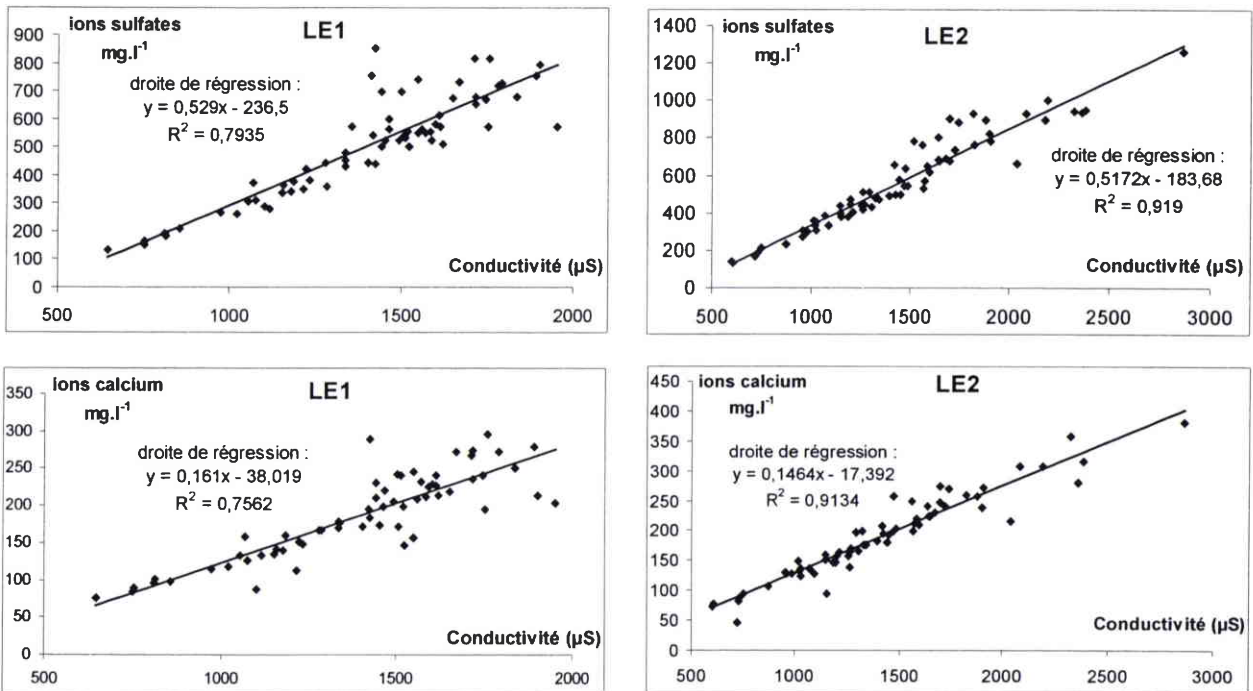 ions sulfates
mg.l-1
LE1
droite de régression :
y = 0,529x - 236,5
R² = 0,7935
900
800
700
600
500
400
300
200
100
0
Conductivité (µS)
500 1000 1500 2000
ions sulfates
mg.l-1
LE2
droite de régression :
y = 0,5172x - 183,68
R² = 0,919
1400
1200
1000
800
600
400
200
0
Conductivité (µS)
500 1000 1500 2000 2500 3000
ions calcium
mg.l-1
LE1
droite de régression :
y = 0,161x - 38,019
R² = 0,7562
350
300
250
200
150
100
50
0
Conductivité (µS)
500 1000 1500 2000
ions calcium
mg.l-1
LE2
droite de régression :
y = 0,1464x - 17,392
R² = 0,9134
450
400
350
300
250
200
150
100
50
0
Conductivité (µS)
500 1000 1500 2000 2500 3000